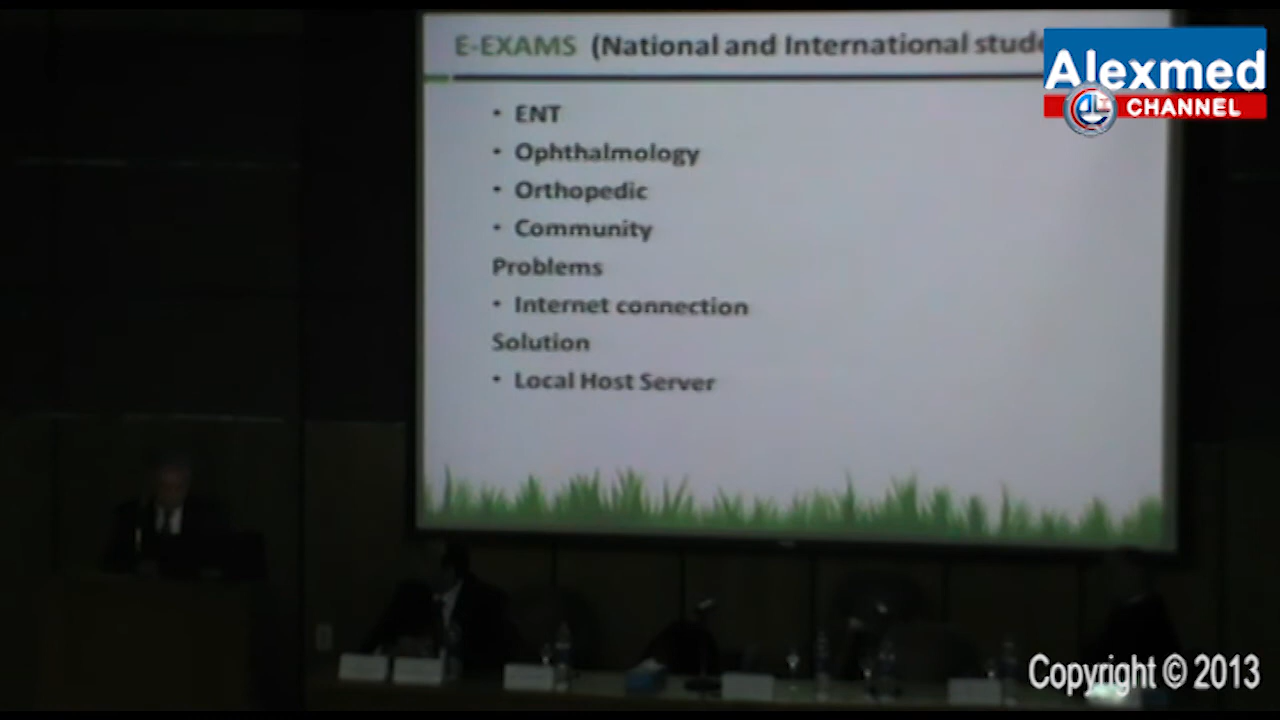 E-EXAMS (National and International stude
Alexmed
CHANNEL
• ENT
• Ophthalmology
• Orthopedic
• Community
Problems
• Internet connection
Solution
• Local Host Server
Copyright © 2013